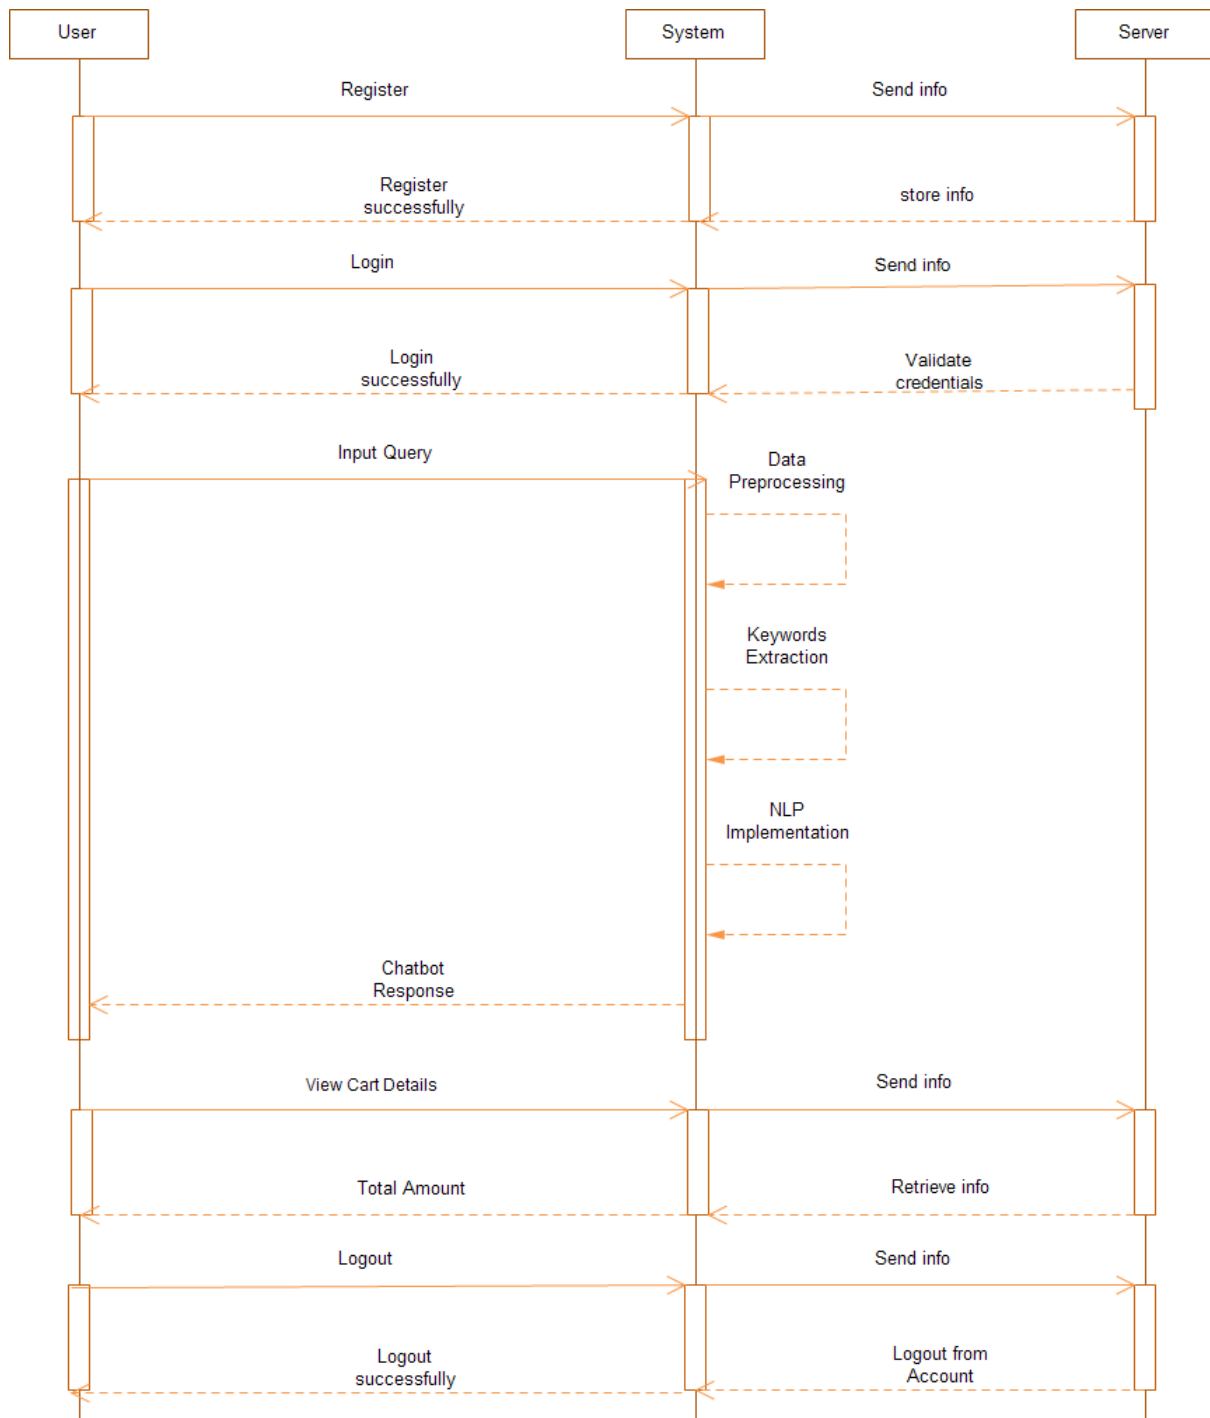 User
System
Server
Register
Send info
Register
successfully
store info
Login
Send info
Login
successfully
Validate
credentials
Input Query
Data
Preprocessing
Keywords
Extraction
NLP
Implementation
Chatbot
Response
View Cart Details
Send info
Total Amount
Retrieve info
Logout
Send info
Logout
successfully
Logout from
Account